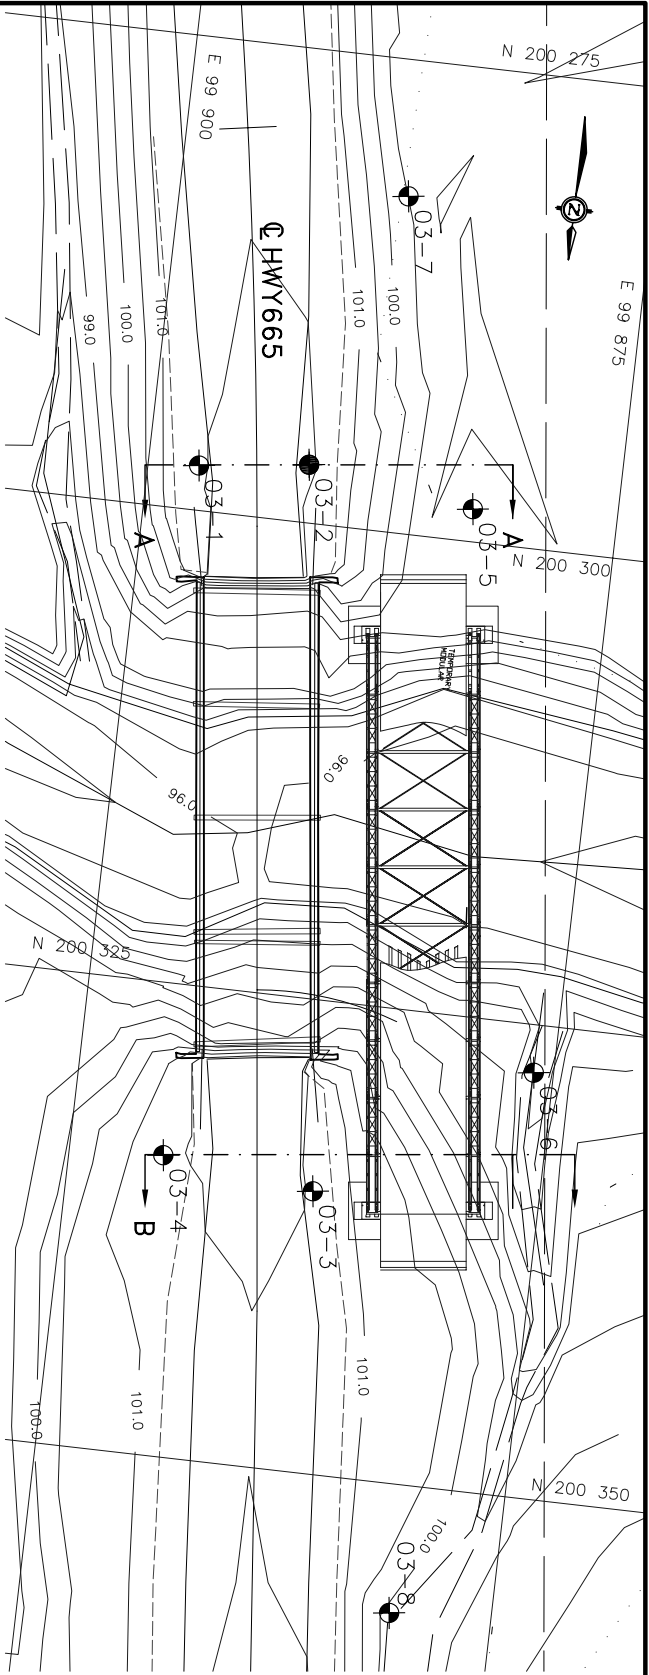 N 200 275
E 99 900
N
03-7
℄ HWY665
E 99 875
101.0
100.0
99.0
101.0
100.0
03-1
03-2
03-5
A
A
N 200 300
TEMPORARY
MODULAR
96.0
96.0
N 200 325
03-6
03-4
03-3
B
101.0
101.0
100.0
N 200 350
100.0
03-8